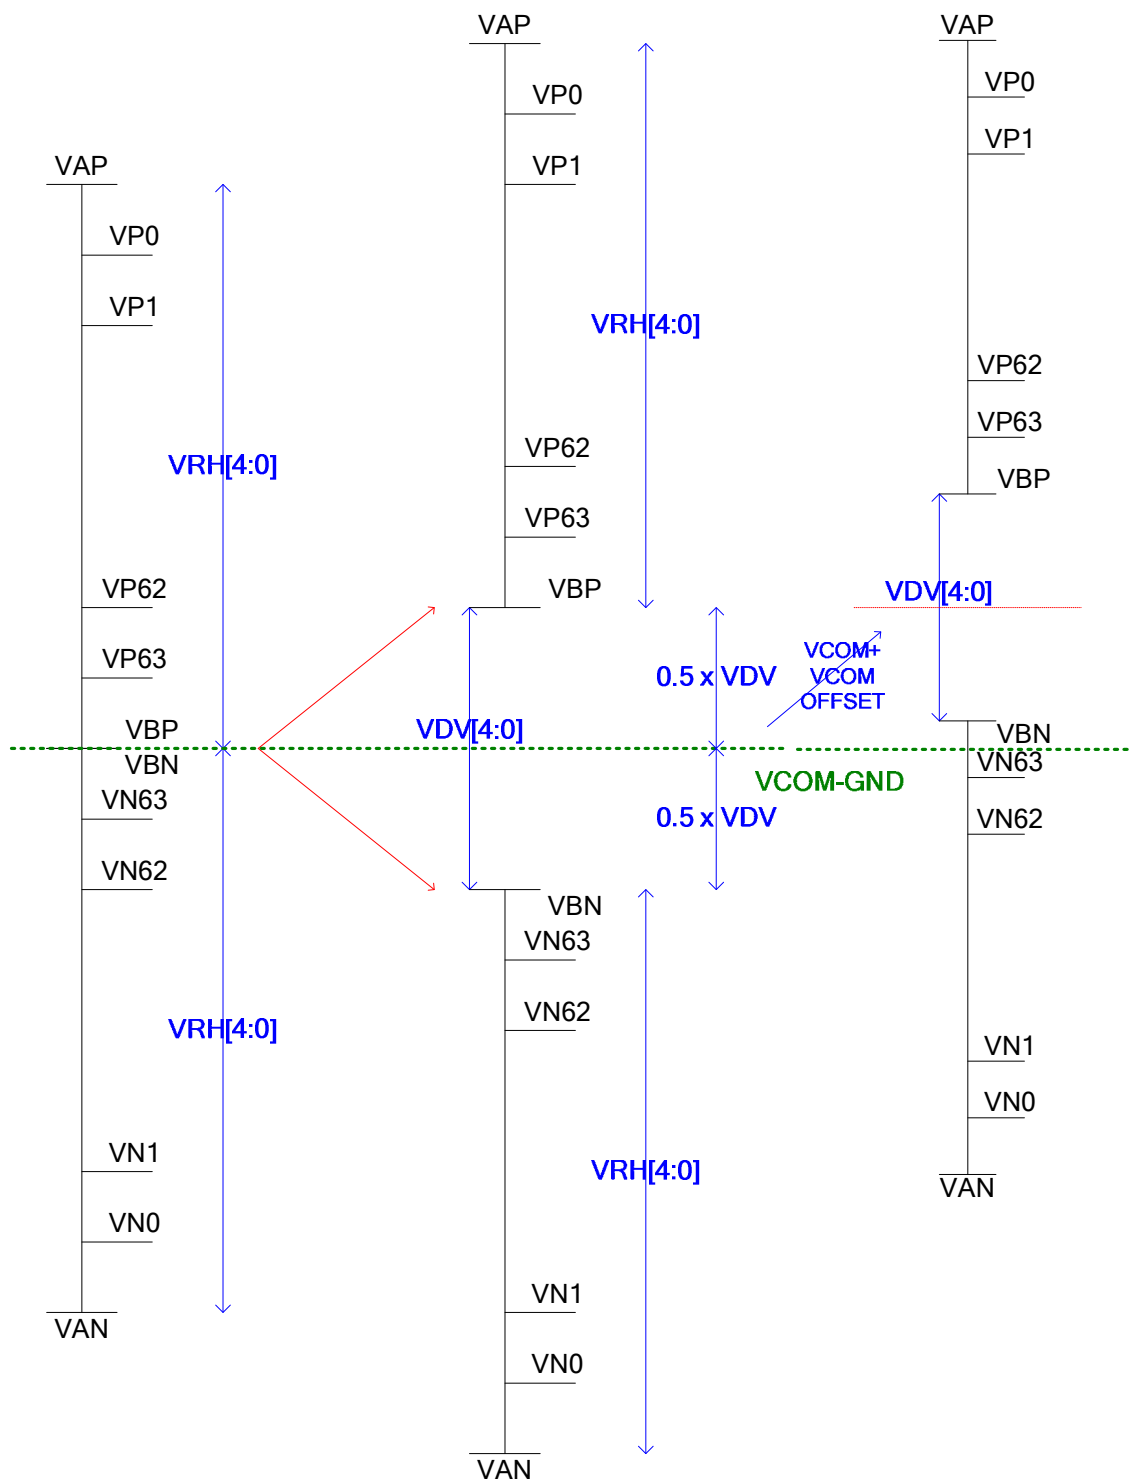 VAP
VP0
VP1
VRH[4:0]
VP62
VP63
VBP
VBN
VN63
VN62
VRH[4:0]
VN1
VN0
VAN
VAP
VP0
VP1
VRH[4:0]
VP62
VP63
VBP
0.5 x VDV
VDV[4:0]
0.5 x VDV
VBN
VN63
VN62
VRH[4:0]
VN1
VN0
VAN
VCOM-GND
VAP
VP0
VP1
VP62
VP63
VBP
VDV[4:0]
VCOM+
VCOM
OFFSET
VBN
VN63
VN62
VN1
VN0
VAN